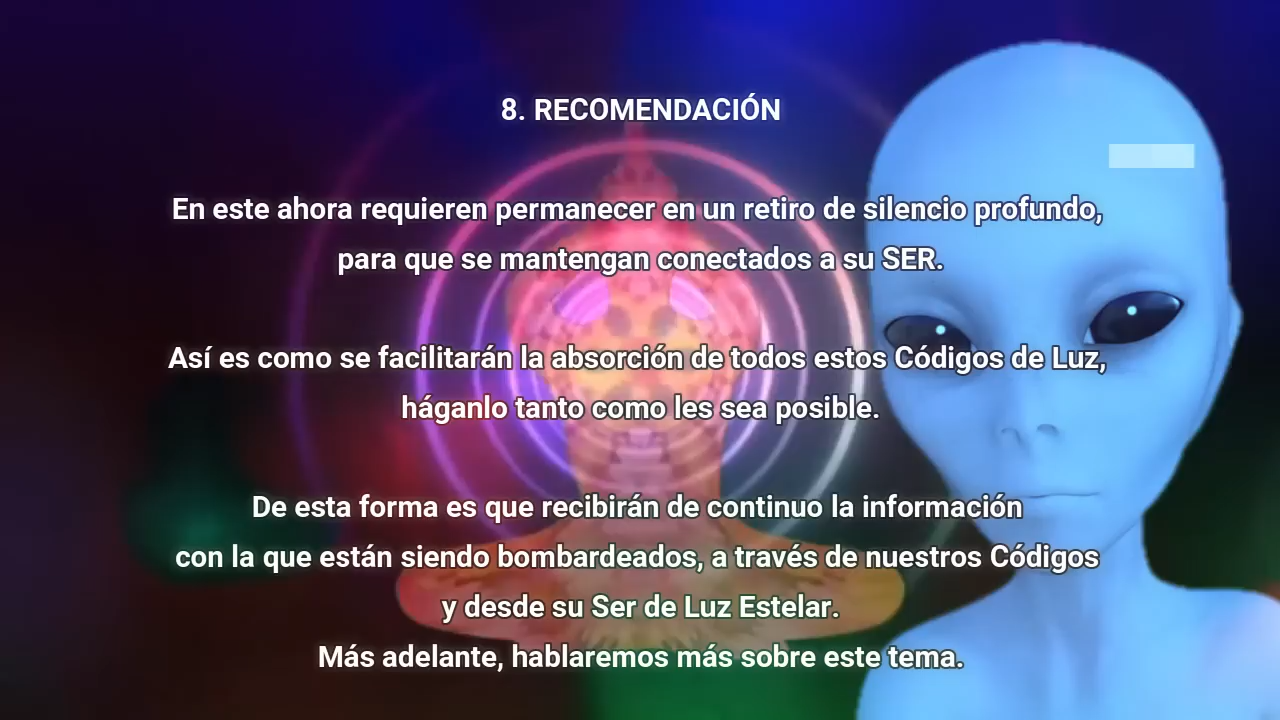 8. RECOMENDACIÓN
En este ahora requieren permanecer en un retiro de silencio profundo,
para que se mantengan conectados a su SER.
Así es como se facilitarán la absorción de todos estos Códigos de Luz,
háganlo tanto como les sea posible.
De esta forma es que recibirán de continuo la información
con la que están siendo bombardeados, a través de nuestros Códigos
y desde su Ser de Luz Estelar.
Más adelante, hablaremos más sobre este tema.